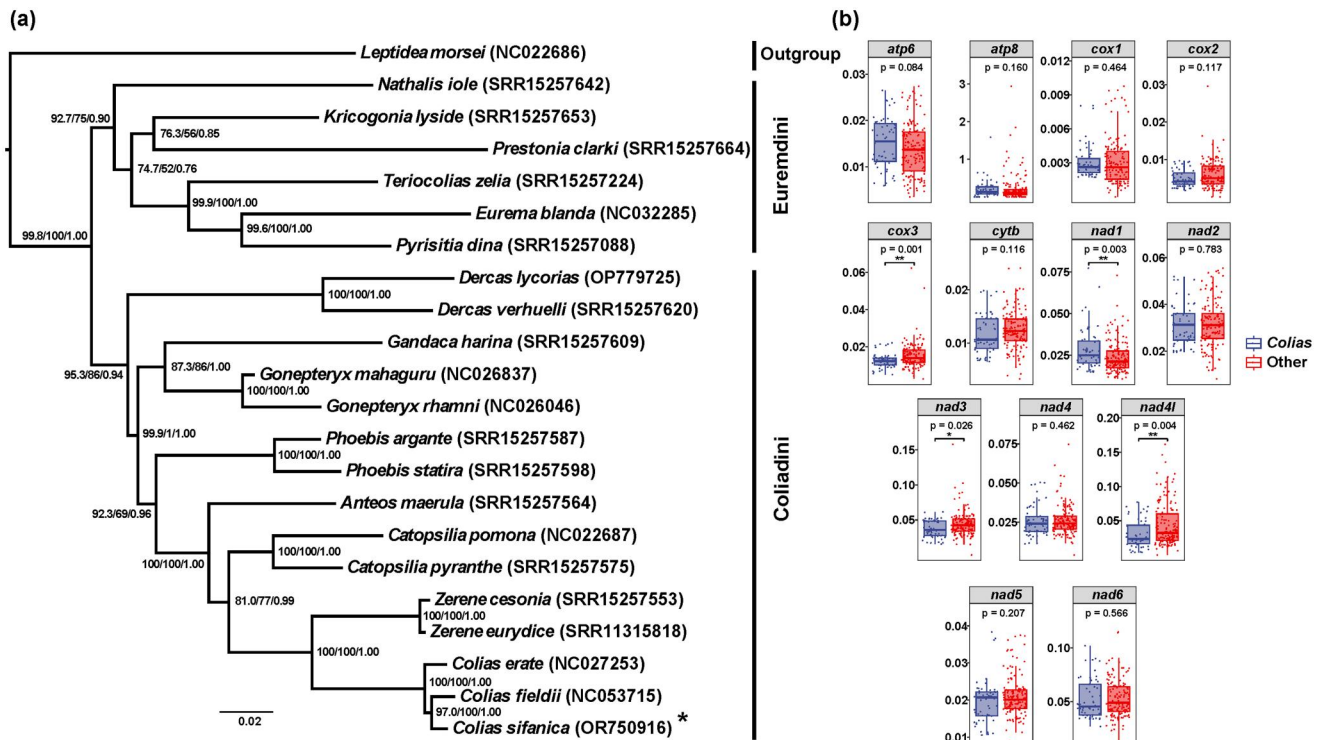 (a)
Leptidea morsei (NC022686)
Nathalis iole (SRR15257642)
92.7/75/0.90
Kricogonia lyside (SRR15257653)
76.3/56/0.85
Prestonia clarki (SRR15257664)
74.7/52/0.76
Teriocolias zelia (SRR15257224)
99.9/100/1.00
Eurema blanda (NC032285)
99.8/100/1.00
99.6/100/1.00
Pyrisitia dina (SRR15257088)
Dercas lycorias (OP779725)
100/100/1.00
Dercas verhuelli (SRR15257620)
Gandaca harina (SRR15257609)
87.3/86/1.00
95.3/86/0.94
Gonepteryx mahaguru (NC026837)
100/100/1.00
Gonepteryx rhamni (NC026046)
99.9/1/1.00
Phoebis argante (SRR15257587)
100/100/1.00
Phoebis statira (SRR15257598)
Anteos maerula (SRR15257564)
92.3/69/0.96
Catopsilia pomona (NC022687)
100/100/1.00
100/100/1.00
Catopsilia pyranthe (SRR15257575)
81.0/77/0.99
Zerene cesonia (SRR15257553)
100/100/1.00
Zerene eurydice (SRR11315818)
100/100/1.00
Colias erate (NC027253)
100/100/1.00
Colias fieldii (NC053715)
97.0/100/1.00
Colias sifanica (OR750916) *
0.02
Outgroup
Euremdini
Coliadini
(b)
atp6
p = 0.084
0.03
0.02
0.01
atp8
p = 0.160
3
2
1
cox1
p = 0.464
0.012
0.009
0.006
0.003
cox2
p = 0.117
0.03
0.02
0.01
cox3
p = 0.001
**
0.06
0.04
0.02
cytb
p = 0.116
0.02
0.01
nad1
p = 0.003
**
0.075
0.050
0.025
nad2
p = 0.783
0.04
0.02
Colias
Other
nad3
p = 0.026
*
0.15
0.10
0.05
nad4
p = 0.462
0.075
0.050
0.025
nad4l
p = 0.004
**
0.20
0.15
0.10
0.05
nad5
p = 0.207
0.04
0.03
0.02
0.01
nad6
p = 0.566
0.10
0.05